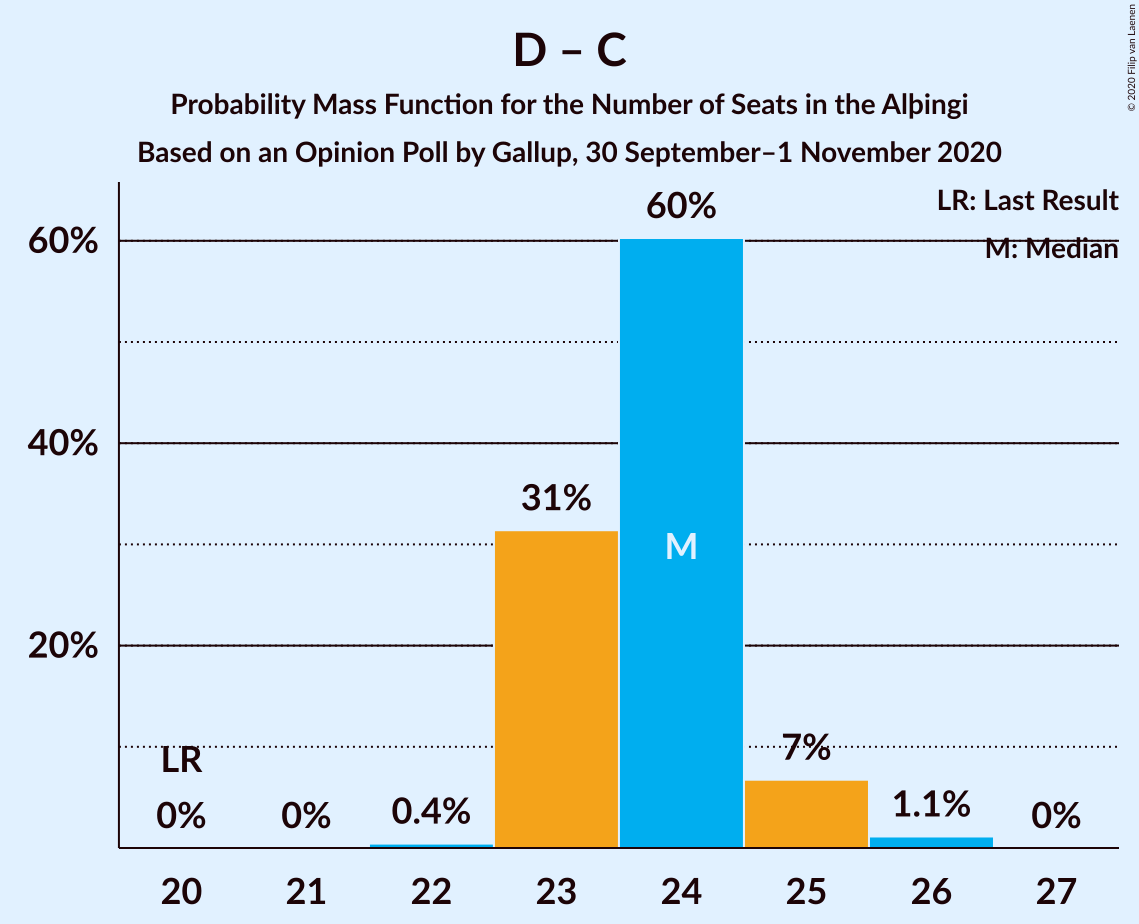 D – C
Probability Mass Function for the Number of Seats in the Alþingi
Based on an Opinion Poll by Gallup, 30 September–1 November 2020
© 2020 Filip van Laenen
LR: Last Result
M: Median
60%
40%
20%
LR
0%
0%
0.4%
31%
60%
M
7%
1.1%
0%
20 21 22 23 24 25 26 27